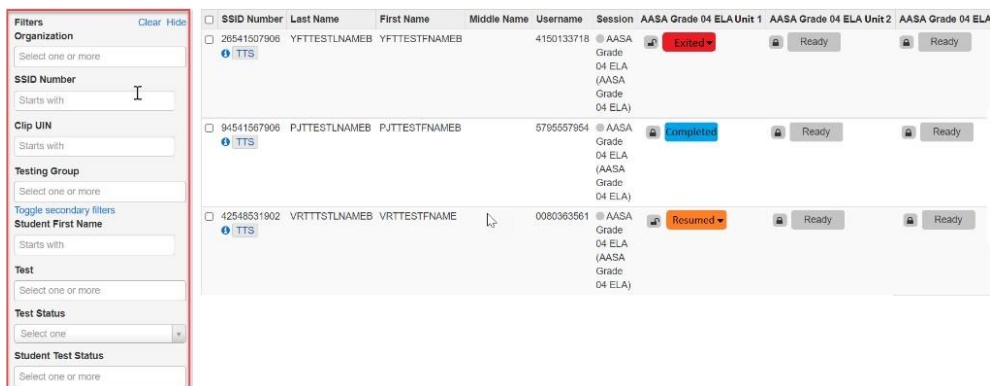 Filters Clear Hide
Organization
Select one or more
SSID Number
Starts with
Clip UIN
Starts with
Testing Group
Select one or more
Toggle secondary filters
Student First Name
Starts with
Test
Select one or more
Test Status
Select one
Student Test Status
Select one or more
SSID Number Last Name First Name Middle Name Username Session AASA Grade 04 ELA Unit 1 AASA Grade 04 ELA Unit 2 AASA Grade 04 ELA
26541507906 YFTTESTLNAMEB YFTTESTFNAMEB 4150133718 AASA Exited Ready Ready
TTS Grade
04 ELA
(AASA
Grade
04 ELA)
94541567906 PJTTESTLNAMEB PJTTESTFNAMEB 5795557954 AASA Completed Ready Ready
TTS Grade
04 ELA
(AASA
Grade
04 ELA)
42548531902 VRTTTSTLNAMEB VRTTESTFNAME 0080363561 AASA Resumed Ready Ready
TTS Grade
04 ELA
(AASA
Grade
04 ELA)